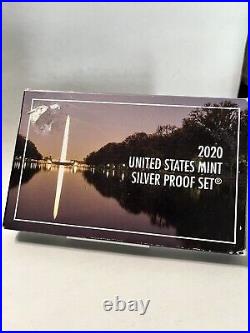 2020
UNITED STATES MINT
SILVER PROOF SET®